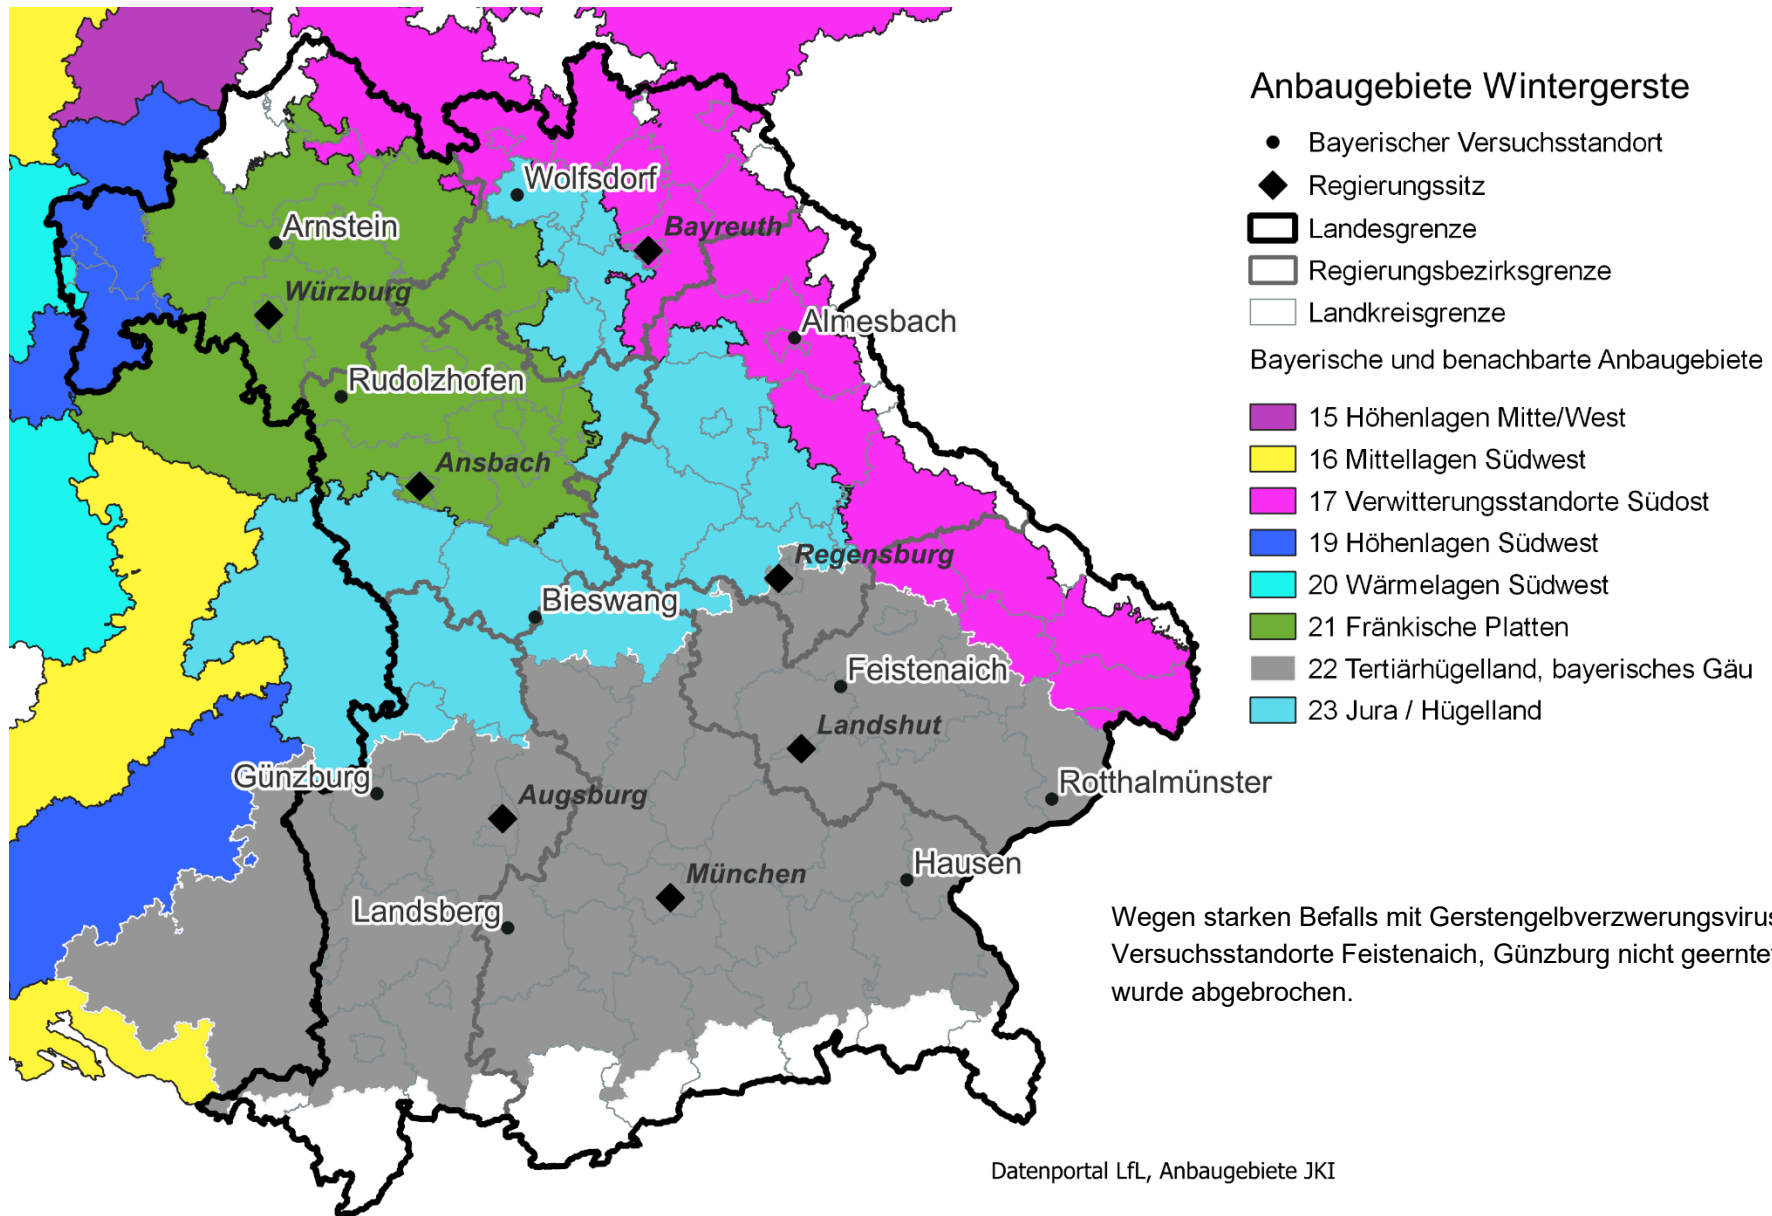 Anbaugebiete Wintergerste
Bayerischer Versuchsstandort
Regierungssitz
Landesgrenze
Regierungsbezirksgrenze
Landkreisgrenze
Bayerische und benachbarte Anbaugebiete
15 Höhenlagen Mitte/West
16 Mittellagen Südwest
17 Verwitterungsstandorte Südost
19 Höhenlagen Südwest
20 Wärmelagen Südwest
21 Fränkische Platten
22 Tertiärhügelland, bayerisches Gäu
23 Jura / Hügelland
Wolfsdorf
Arnstein
Bayreuth
Würzburg
Almesbach
Rudolzhofen
Ansbach
Regensburg
Bieswang
Feistenaich
Landshut
Günzburg
Augsburg
Rotthalmünster
München
Hausen
Landsberg
Wegen starken Befalls mit Gerstengelbverzwerungsvirus
Versuchsstandorte Feistenaich, Günzburg nicht geerntet
wurde abgebrochen.
Datenportal LfL, Anbaugebiete JKI